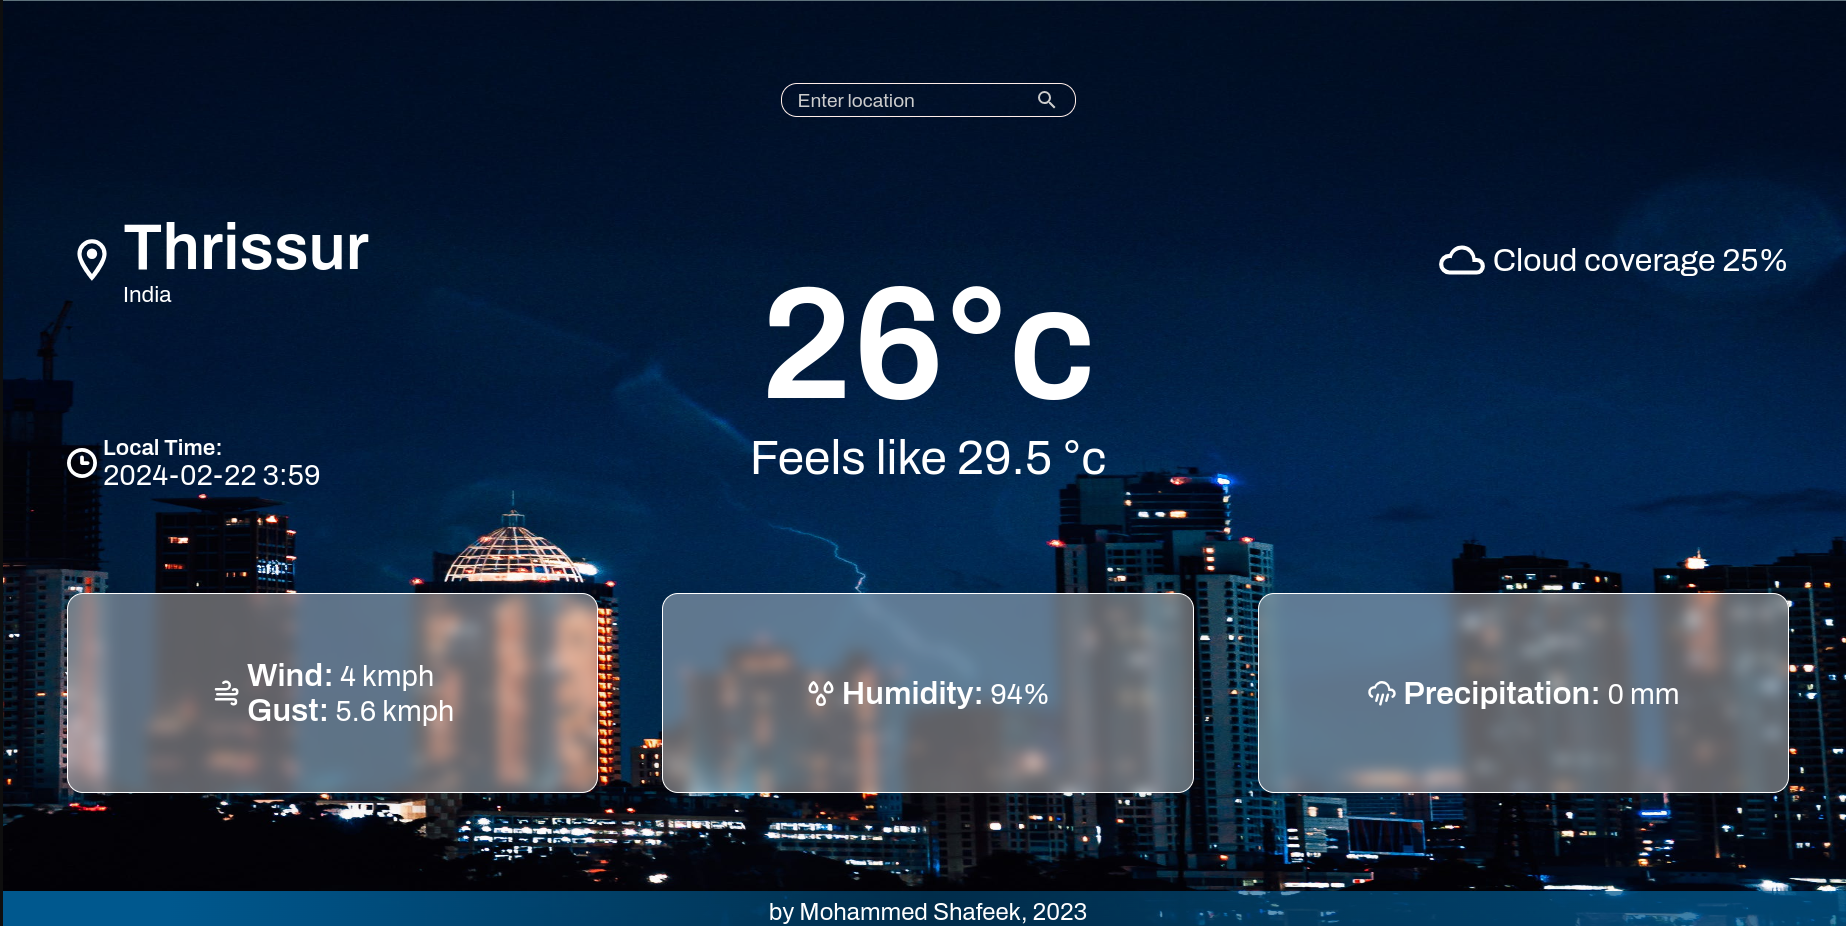 Enter location
Thrissur
India
Cloud coverage 25%
26°c
Feels like 29.5 °c
Local Time:
2024-02-22 3:59
Wind: 4 kmph
Gust: 5.6 kmph
Humidity: 94%
Precipitation: 0 mm
by Mohammed Shafeek, 2023